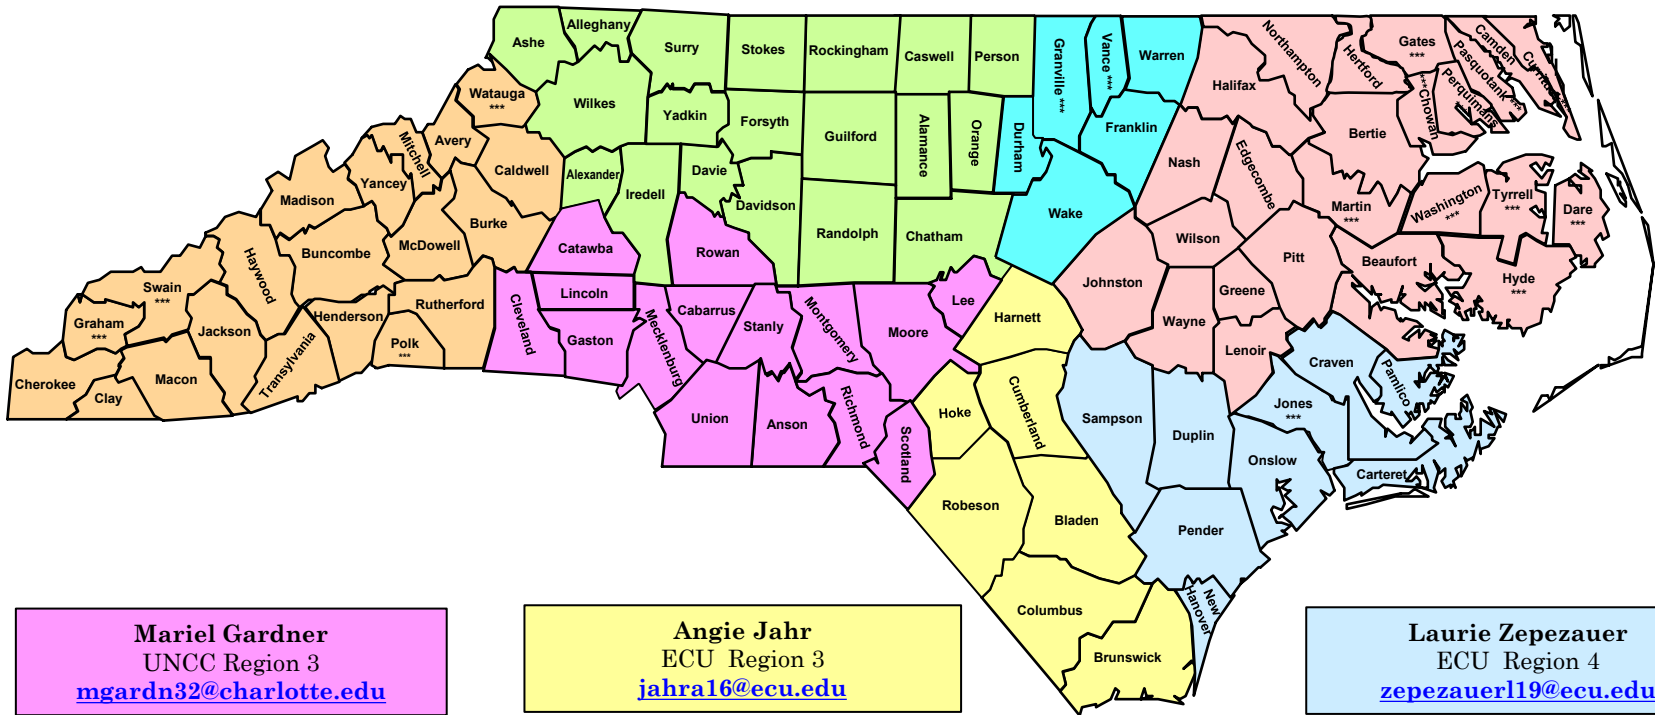 Ashe
Alleghany
Surry
Stokes
Rockingham
Caswell
Person
Granville ***
Vance ***
Warren
Halifax
Northampton
Hertford
Gates
***
Camden
Pasquotank ***
Perquimans
***Chowan
Watauga
***
Wilkes
Yadkin
Forsyth
Guilford
Alamance
Orange
Durham
Franklin
Nash
Edgecombe
Bertie
Avery
Mitchell
Yancey
Madison
Caldwell
Alexander
Iredell
Davie
Davidson
Randolph
Chatham
Wake
Wilson
Martin
***
Washington
***
Tyrrell
***
Dare
***
Burke
McDowell
Buncombe
Haywood
Catawba
Rowan
Johnston
Pitt
Beaufort
Hyde
***
Swain
***
Graham
***
Jackson
Henderson
Rutherford
Polk
***
Transylvania
Cherokee
Clay
Macon
Cleveland
Lincoln
Gaston
Mecklenburg
Cabarrus
Stanly
Montgomery
Moore
Lee
Harnett
Wayne
Greene
Lenoir
Craven
Pamlico
Jones
***
Union
Anson
Richmond
Scotland
Hoke
Cumberland
Sampson
Duplin
Onslow
Carteret
Robeson
Bladen
Pender
Columbus
Brunswick
New
Hanover
Mariel Gardner
UNCC Region 3
mgardn32@charlotte.edu
Angie Jahr
ECU Region 3
jahra16@ecu.edu
Laurie Zepezauer
ECU Region 4
zepezauerl19@ecu.edu